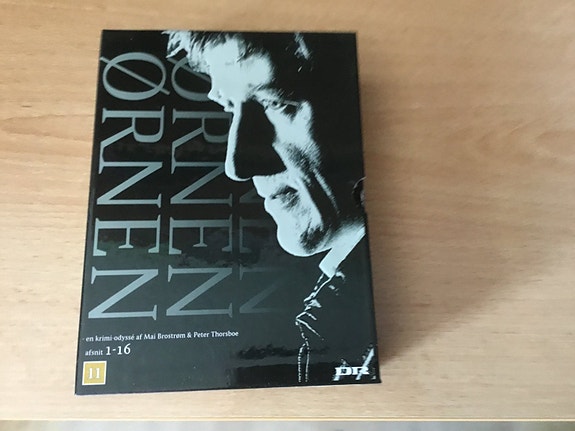 ØRNEN
ØRNEN
ØRNEN
- en krimi-odyssé af Mai Brostrøm & Peter Thorsboe
afsnit 1-16
11
DR